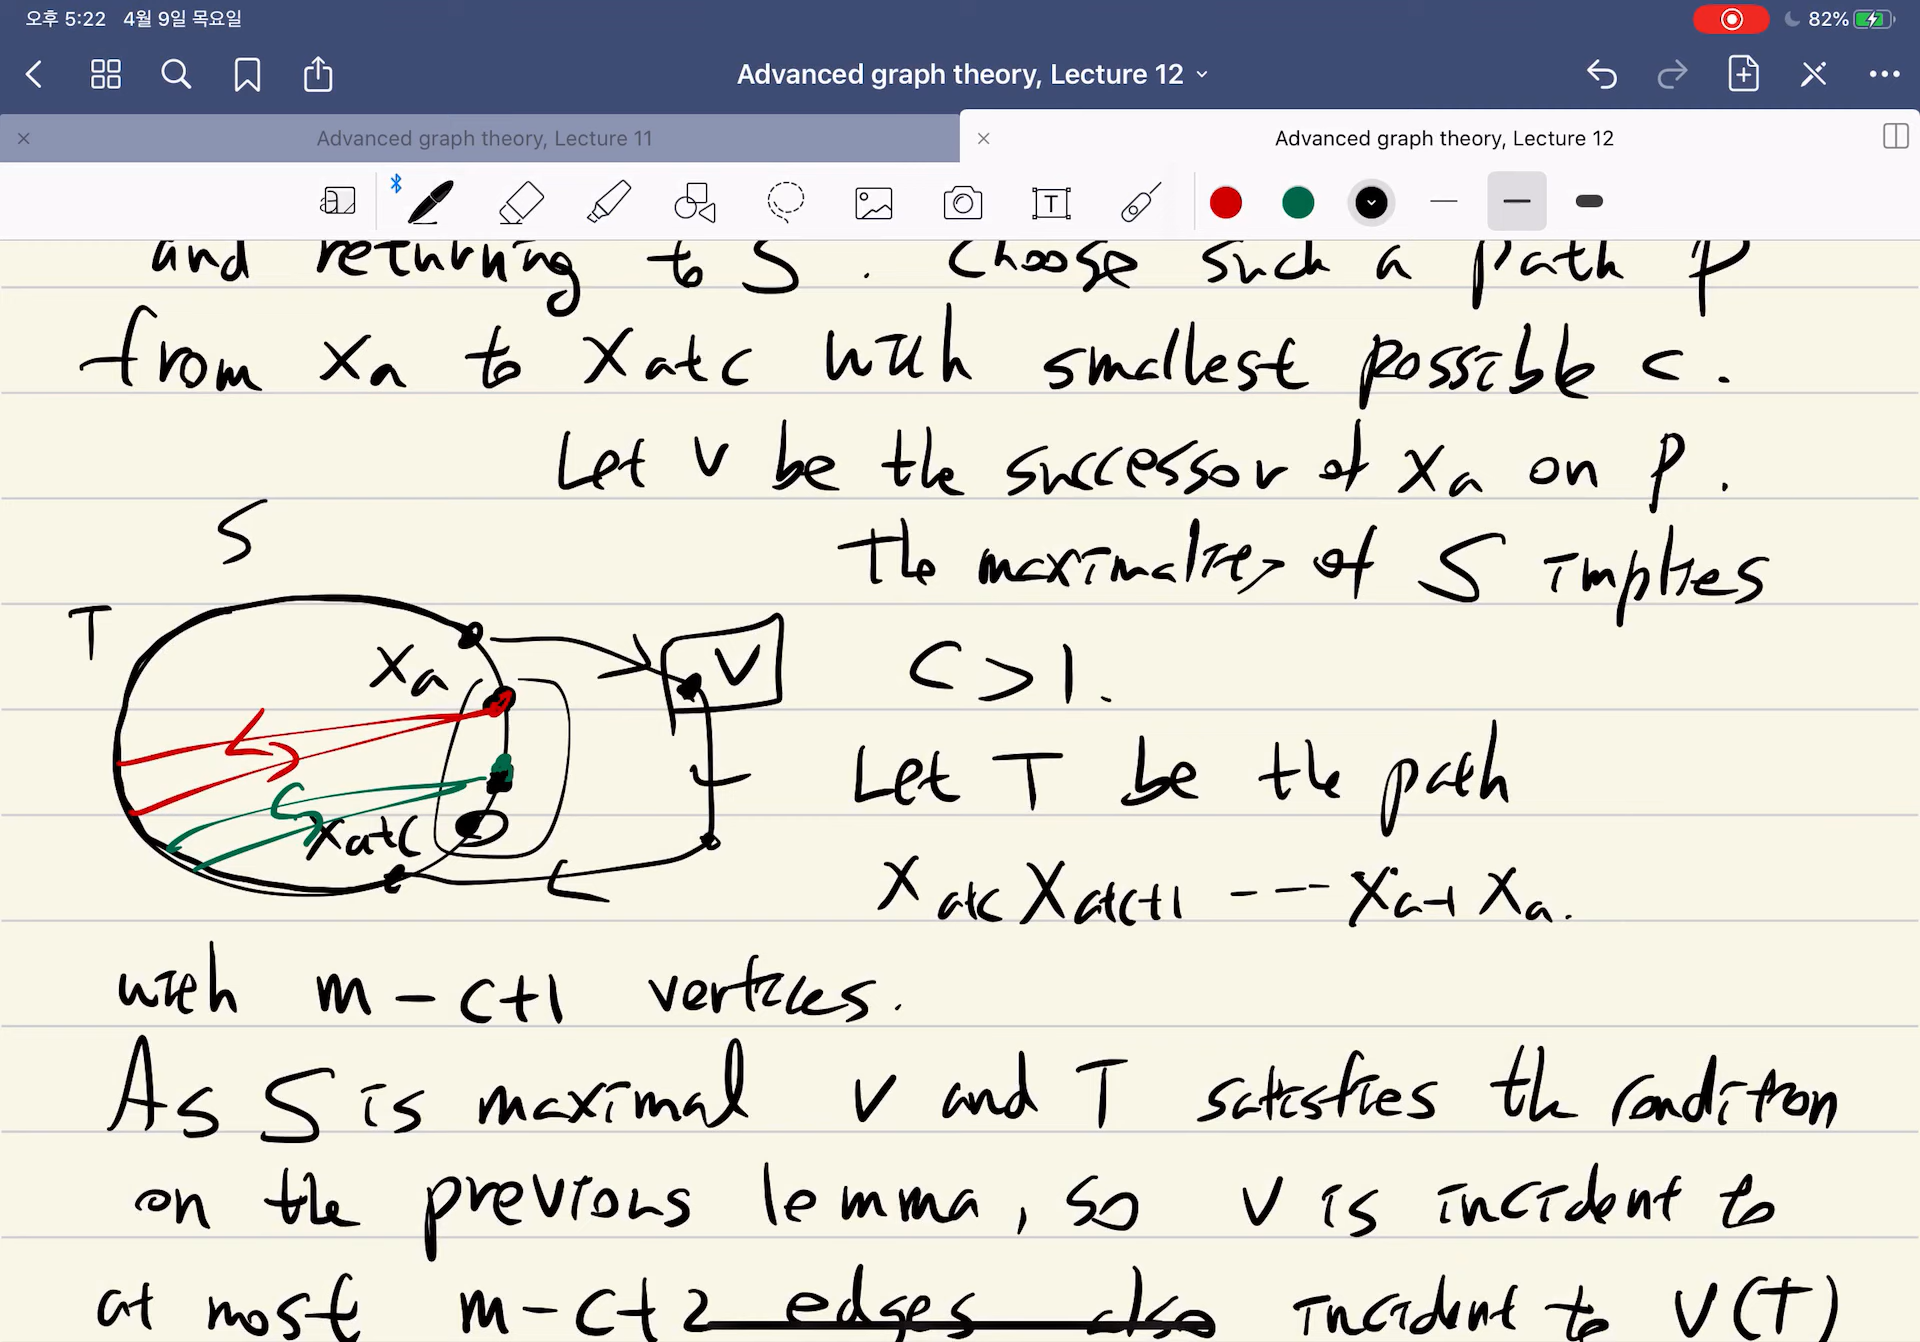 오후 5:22 4월 9일 목요일
82%
Advanced graph theory, Lecture 12
Advanced graph theory, Lecture 11
Advanced graph theory, Lecture 12
and returning to S . Choose such a path P
from Xa to Xa+c with smallest possible c .
Let v be the successor of Xa on P .
S
The maximality of S implies
T
Xa
V
C > 1 .
Let T be the path
Xa+c
Xa+c Xa+c+1 --- Xa-1 Xa .
with m - c+1 vertices .
As S is maximal v and T satisfies the condition
on the previous lemma , so v is incident to
at most m - c+2 edges also incident to V(T)